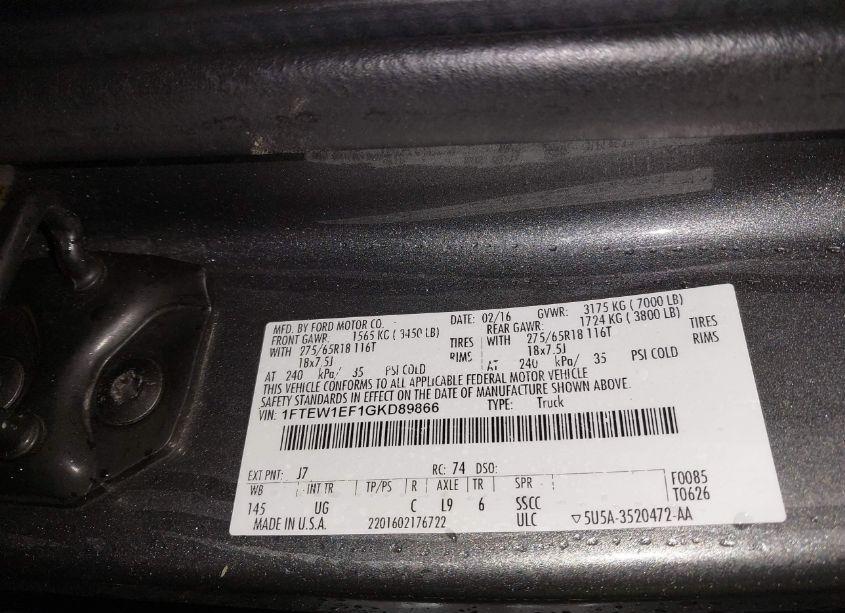 MFD. BY FORD MOTOR CO. DATE: 02/16 GVWR: 3175 KG ( 7000 LB)
FRONT GAWR: 1565 KG ( 3450 LB) REAR GAWR: 1724 KG ( 3800 LB)
WITH 275/65R18 116T TIRES WITH 275/65R18 116T TIRES
18x7.5J RIMS 18x7.5J RIMS
AT 240 kPa/ 35 PSI COLD AT 240 kPa/ 35 PSI COLD
THIS VEHICLE CONFORMS TO ALL APPLICABLE FEDERAL MOTOR VEHICLE
SAFETY STANDARDS IN EFFECT ON THE DATE OF MANUFACTURE SHOWN ABOVE.
VIN: 1FTEW1EF1GKD89866 TYPE: Truck
EXT PNT: J7 RC: 74 DSO: F0085
WB INT TR TP/PS R AXLE TR SPR T0626
145 UG C L9 6 SSCC
MADE IN U.S.A. 2201602176722 ULC ▽5U5A-3520472-AA